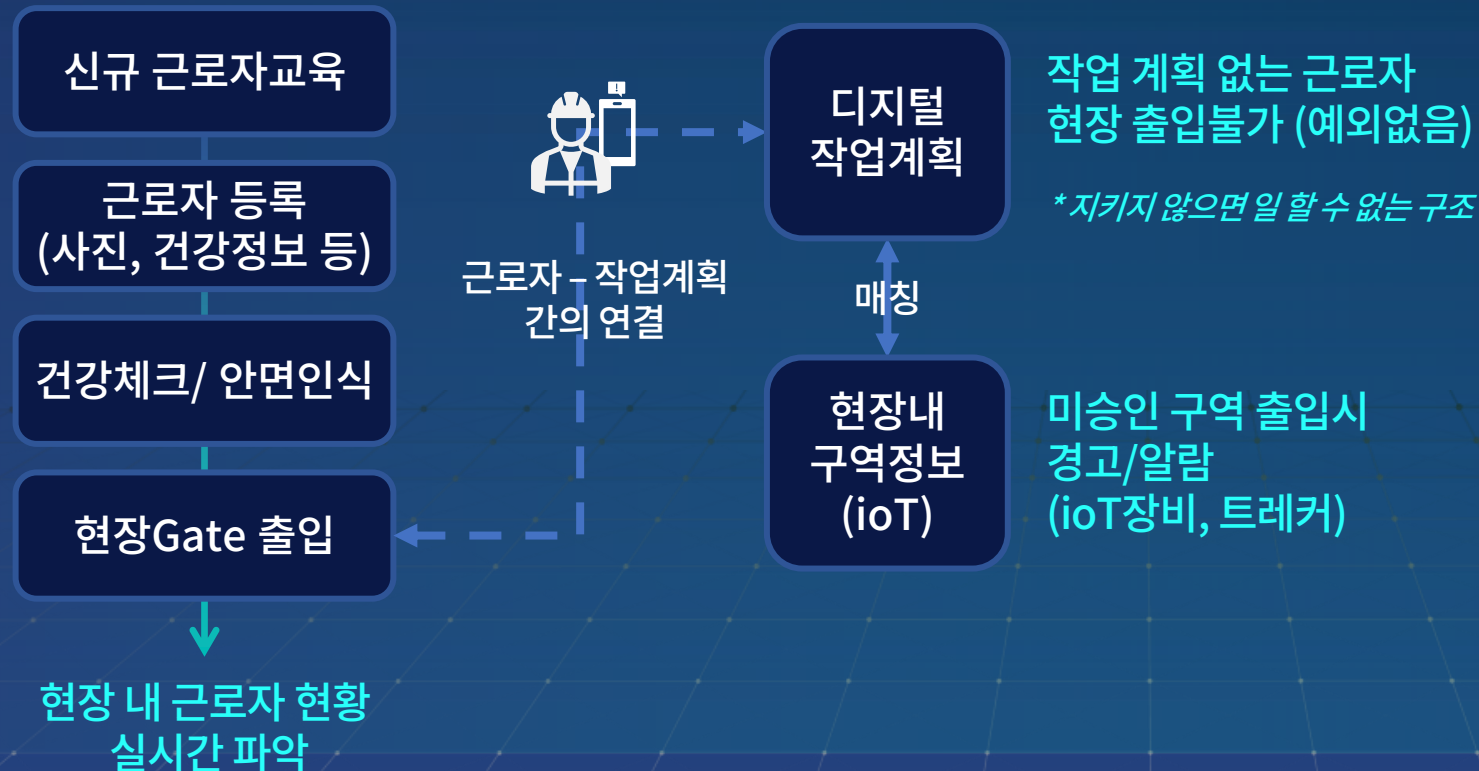 신규 근로자교육
근로자 등록
(사진, 건강정보 등)
건강체크/ 안면인식
현장Gate 출입
현장 내 근로자 현황
실시간 파악
!
근로자 – 작업계획
간의 연결
디지털
작업계획
매칭
현장내
구역정보
(ioT)
작업 계획 없는 근로자
현장 출입불가 (예외없음)
* 지키지 않으면 일 할 수 없는 구조
미승인 구역 출입시
경고/알람
(ioT장비, 트레커)